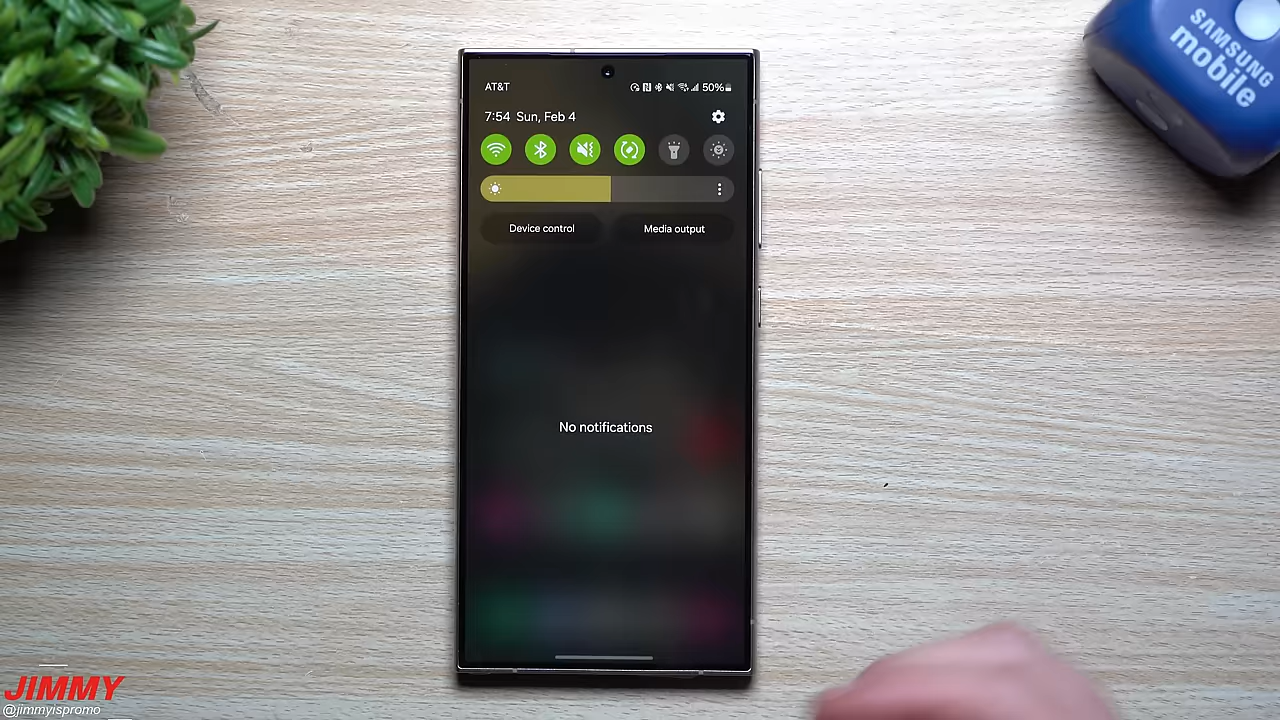 SAMSUNG
mobile
AT&T
50%
7:54 Sun, Feb 4
Device control
Media output
No notifications
JIMMY
@jimmyispromo